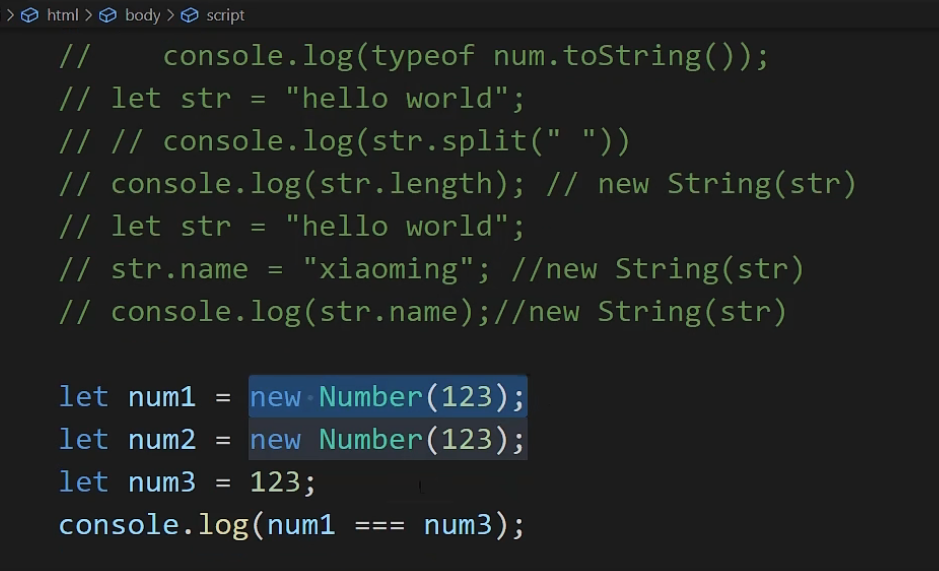 html > body > script
//    console.log(typeof num.toString());
// let str = "hello world";
// // console.log(str.split(" "))
// console.log(str.length); // new String(str)
// let str = "hello world";
// str.name = "xiaoming"; //new String(str)
// console.log(str.name);//new String(str)
let num1 = new Number(123);
let num2 = new Number(123);
let num3 = 123;
console.log(num1 === num3);